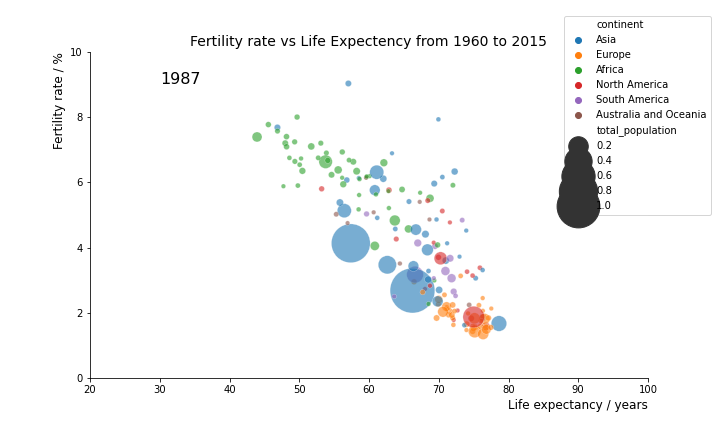 Fertility rate vs Life Expectency from 1960 to 2015
continent
Asia
Europe
Africa
North America
South America
Australia and Oceania
total_population
0.2
0.4
0.6
0.8
1.0
Fertility rate / %
10
8
6
4
2
0
1987
20
30
40
50
60
70
80
90
100
Life expectancy / years